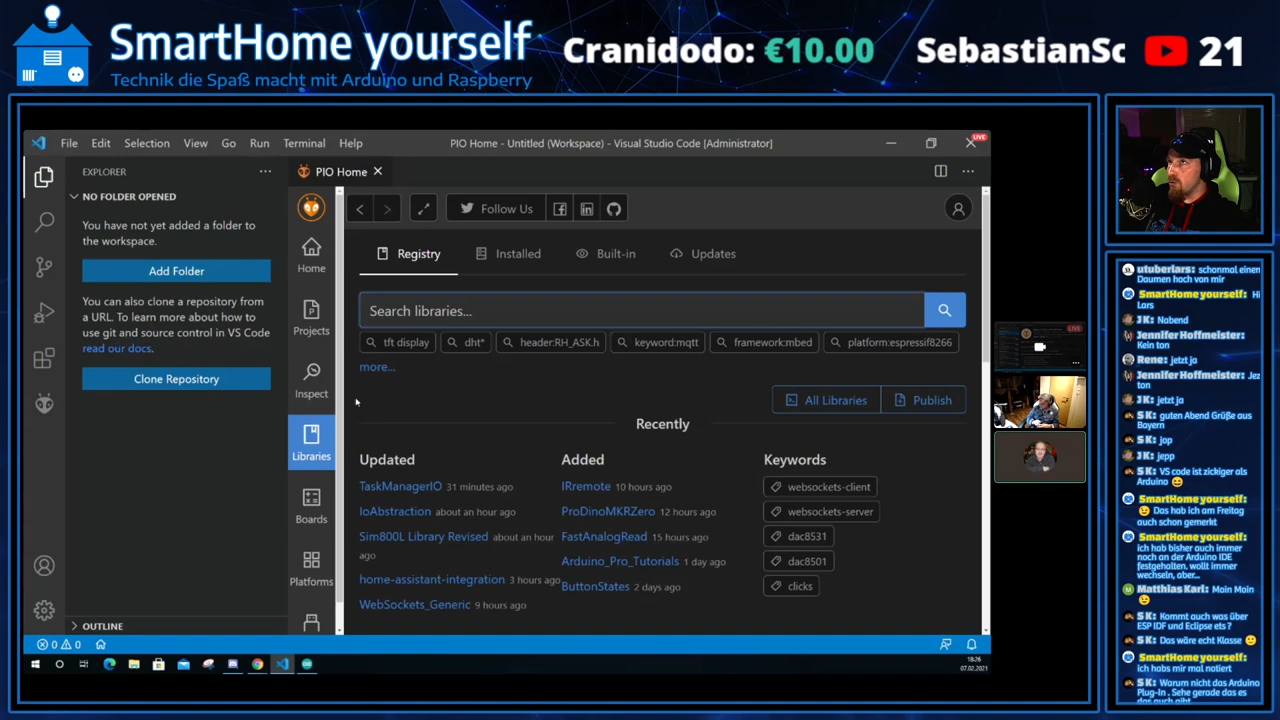 SmartHome yourself
Technik die Spaß macht mit Arduino und Raspberry
Cranidodo: €10.00
SebastianSc
21
File Edit Selection View Go Run Terminal Help
PIO Home - Untitled (Workspace) - Visual Studio Code [Administrator]
LIVE
EXPLORER
PIO Home
NO FOLDER OPENED
You have not yet added a folder to
the workspace.
Add Folder
You can also clone a repository from
a URL. To learn more about how to
use git and source control in VS Code
read our docs.
Clone Repository
OUTLINE
Home
Projects
Inspect
Libraries
Boards
Platforms
Follow Us
Registry
Installed
Built-in
Updates
Search libraries...
tft display
dht*
header:RH_ASK.h
keyword:mqtt
framework:mbed
platform:espressif8266
more...
All Libraries
Publish
Recently
Updated
TaskManagerIO 31 minutes ago
IoAbstraction about an hour ago
Sim800L Library Revised about an hour
ago
home-assistant-integration 3 hours ago
WebSockets_Generic 9 hours ago
Added
IRremote 10 hours ago
ProDinoMKRZero 12 hours ago
FastAnalogRead 15 hours ago
Arduino_Pro_Tutorials 1 day ago
ButtonStates 2 days ago
Keywords
websockets-client
websockets-server
dac8531
dac8501
clicks
0 0
18:26
07.02.2021
LIVE
utuberlars: schonmal einen
Daumen hoch von mir
SmartHome yourself: Hi
Lars
JK: Nabend
Jennifer Hoffmeister:
Kein ton
Rene: jetzt ja
Jennifer Hoffmeister: Jez
ton
JK: jetzt ja
SK: guten Abend Grüße aus
Bayern
SK: jop
JK: jepp
SK: VS code ist zickiger als
Arduino
SmartHome yourself:
Das hab ich am Freitag
auch schon gemerkt
SmartHome yourself:
ich hab bisher auch immer
noch an der Arduino IDE
festgehalten. wollt immer
wechseln, aber...
Matthias Karl: Moin Moin
SK: Kommt auch was über
ESP IDF und Eclipse ets ?
SK: Das wäre echt Klasse
SmartHome yourself:
ich habs mir mal notiert
SK: Warum nicht das Arduino
Plug-In . Sehe gerade das es
das auch gibt